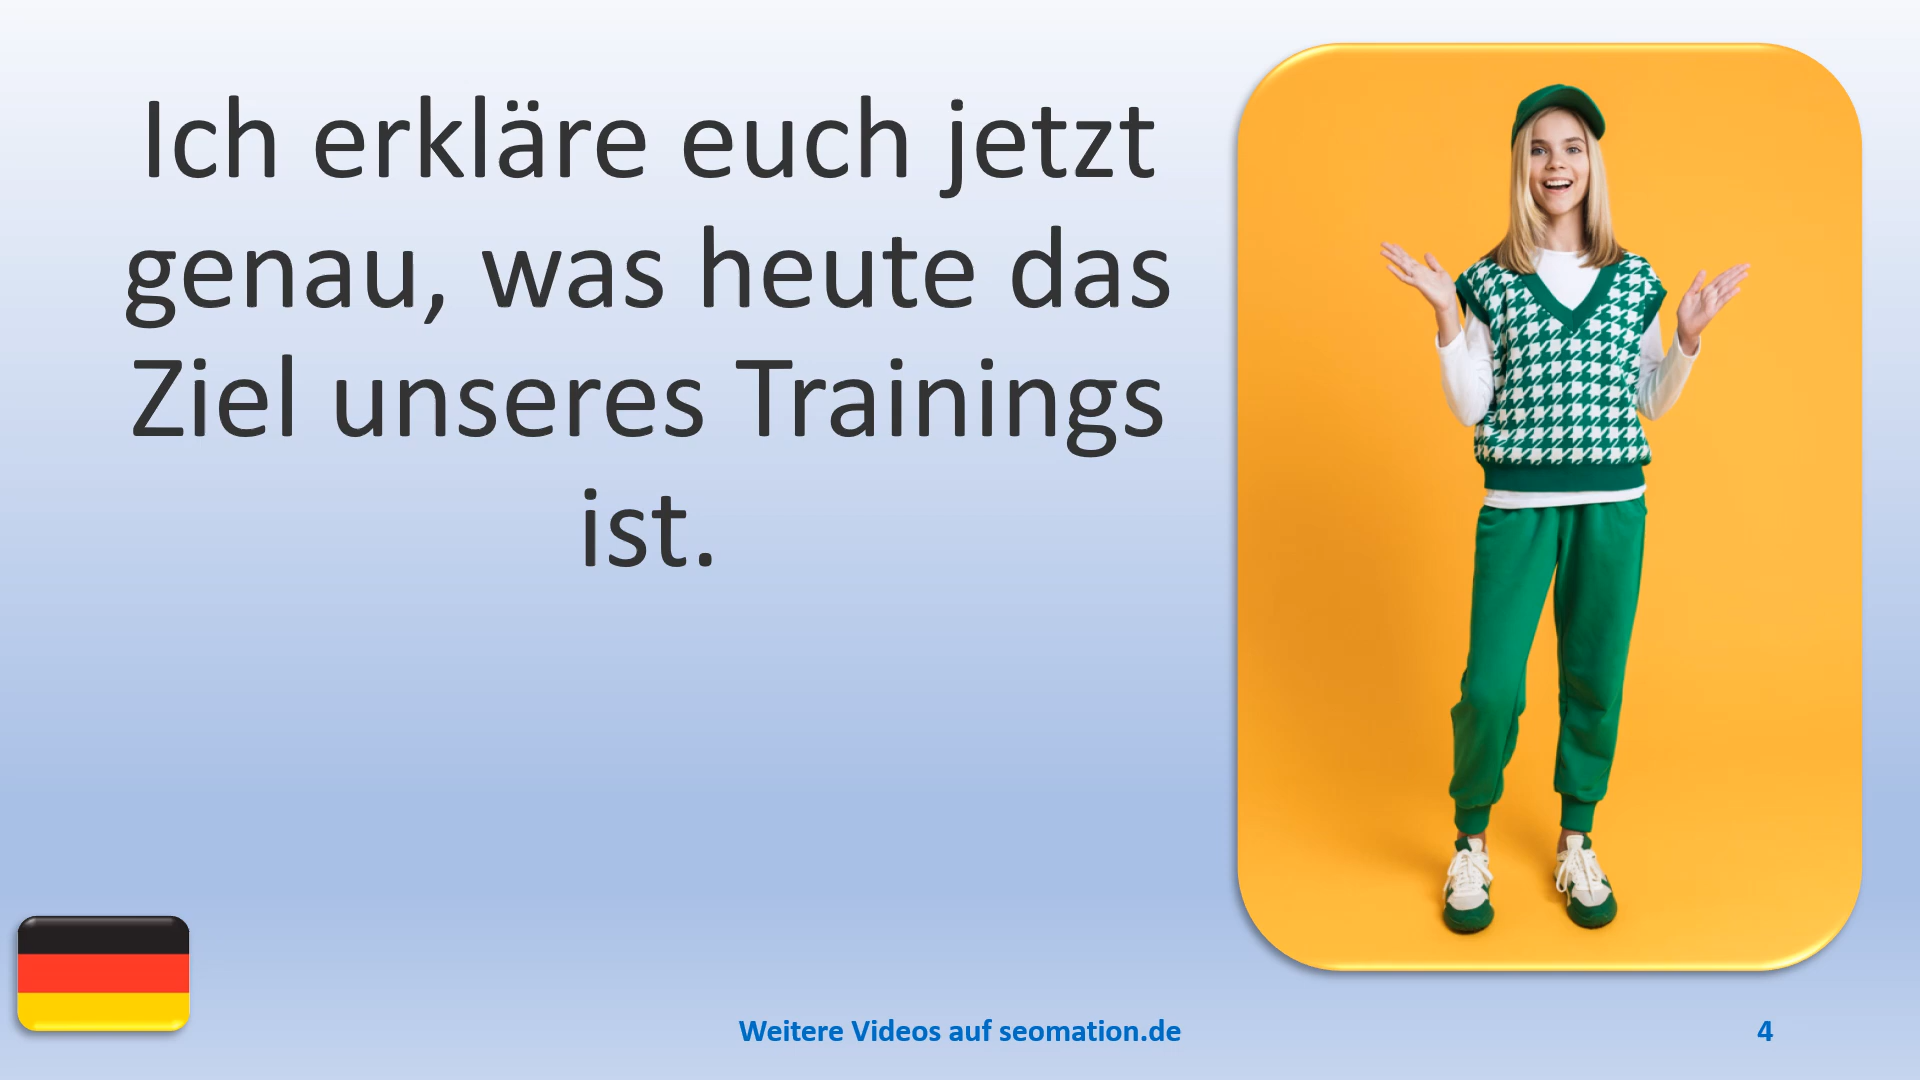 Ich erkläre euch jetzt
genau, was heute das
Ziel unseres Trainings
ist.
Weitere Videos auf seomation.de
4